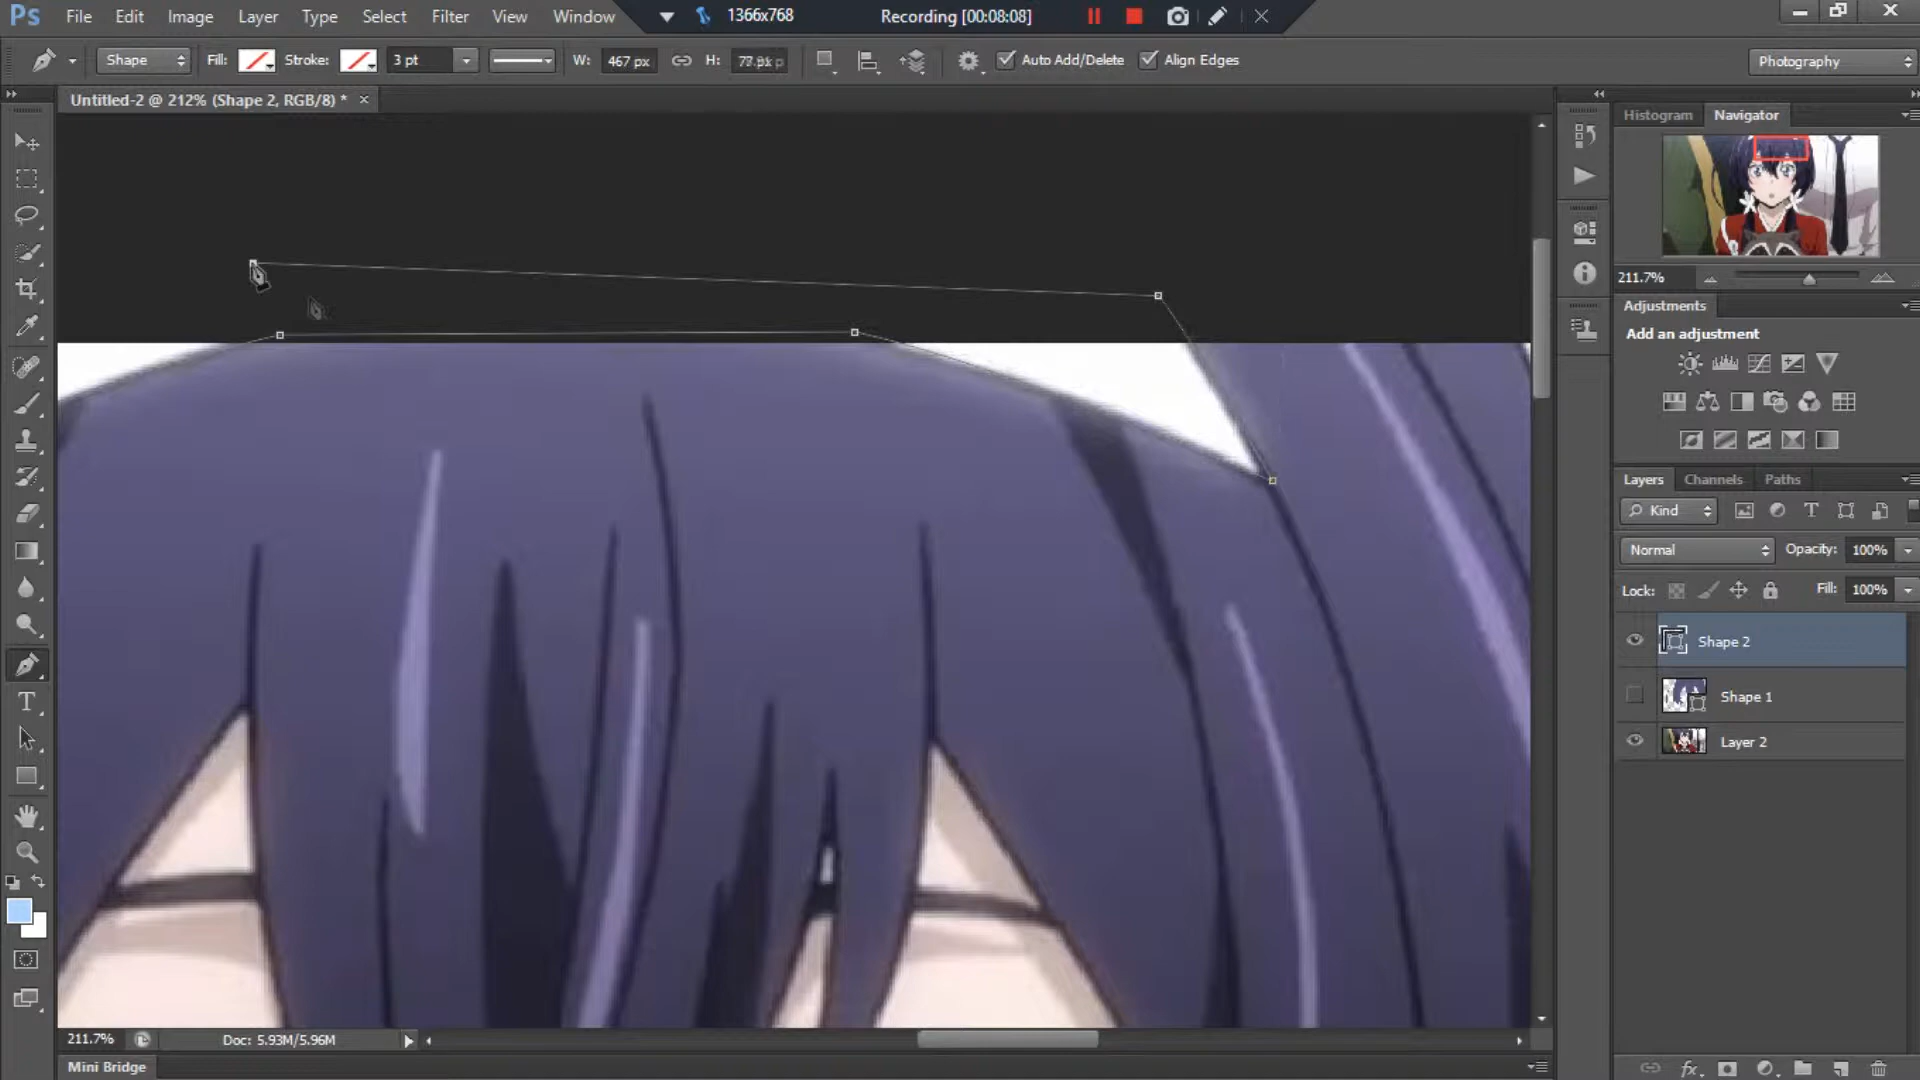 Ps File Edit Image Layer Type Select Filter View Window 1366x768 Recording [00:08:08]
Shape Fill: Stroke: 3 pt W: 467 px H: Auto Add/Delete Align Edges Photography
Untitled-2 @ 212% (Shape 2, RGB/8) * ×
Histogram Navigator
211.7%
Adjustments
Add an adjustment
Layers Channels Paths
Kind
Normal Opacity: 100%
Lock: Fill: 100%
Shape 2
Shape 1
Layer 2
211.7% Doc: 5.93M/5.96M
Mini Bridge